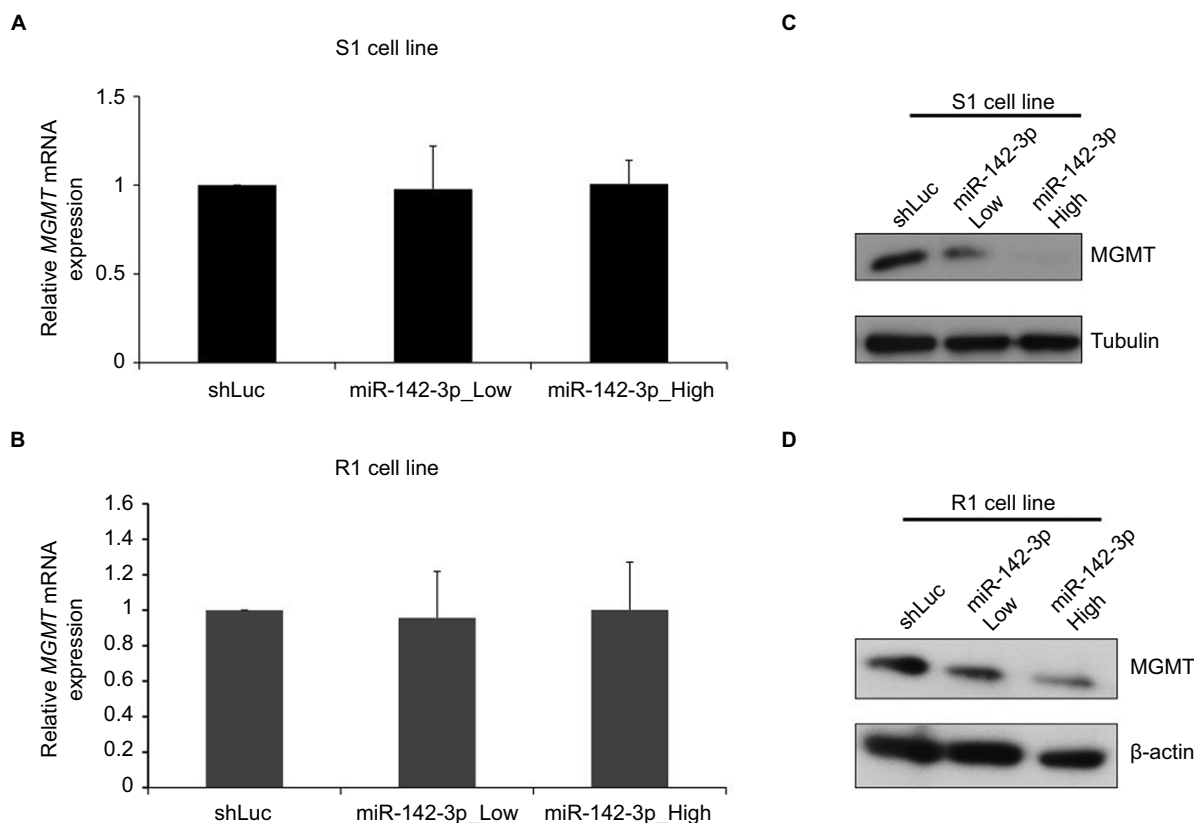 A
S1 cell line
Relative MGMT mRNA
expression
1.5
1
0.5
0
shLuc
miR-142-3p_Low
miR-142-3p_High
B
R1 cell line
Relative MGMT mRNA
expression
1.6
1.4
1.2
1
0.8
0.6
0.4
0.2
0
shLuc
miR-142-3p_Low
miR-142-3p_High
C
S1 cell line
shLuc
miR-142-3p
Low
miR-142-3p
High
MGMT
Tubulin
D
R1 cell line
shLuc
miR-142-3p
Low
miR-142-3p
High
MGMT
β-actin